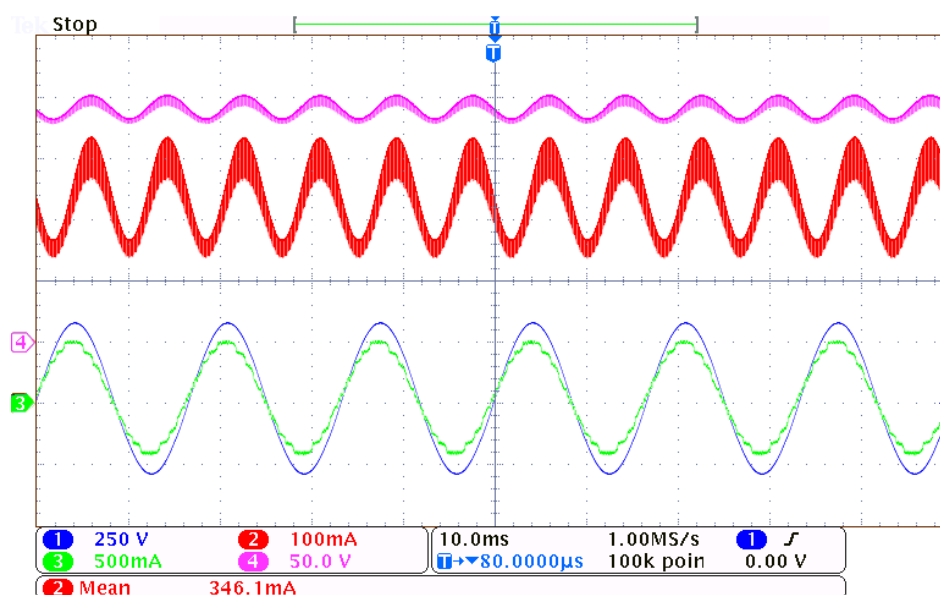 Tek Stop
T
T
4
3
1 250 V 2 100mA 10.0ms 1.00MS/s 1
3 500mA 4 50.0 V T→▼80.0000µs 100k poin 0.00 V
2 Mean 346.1mA